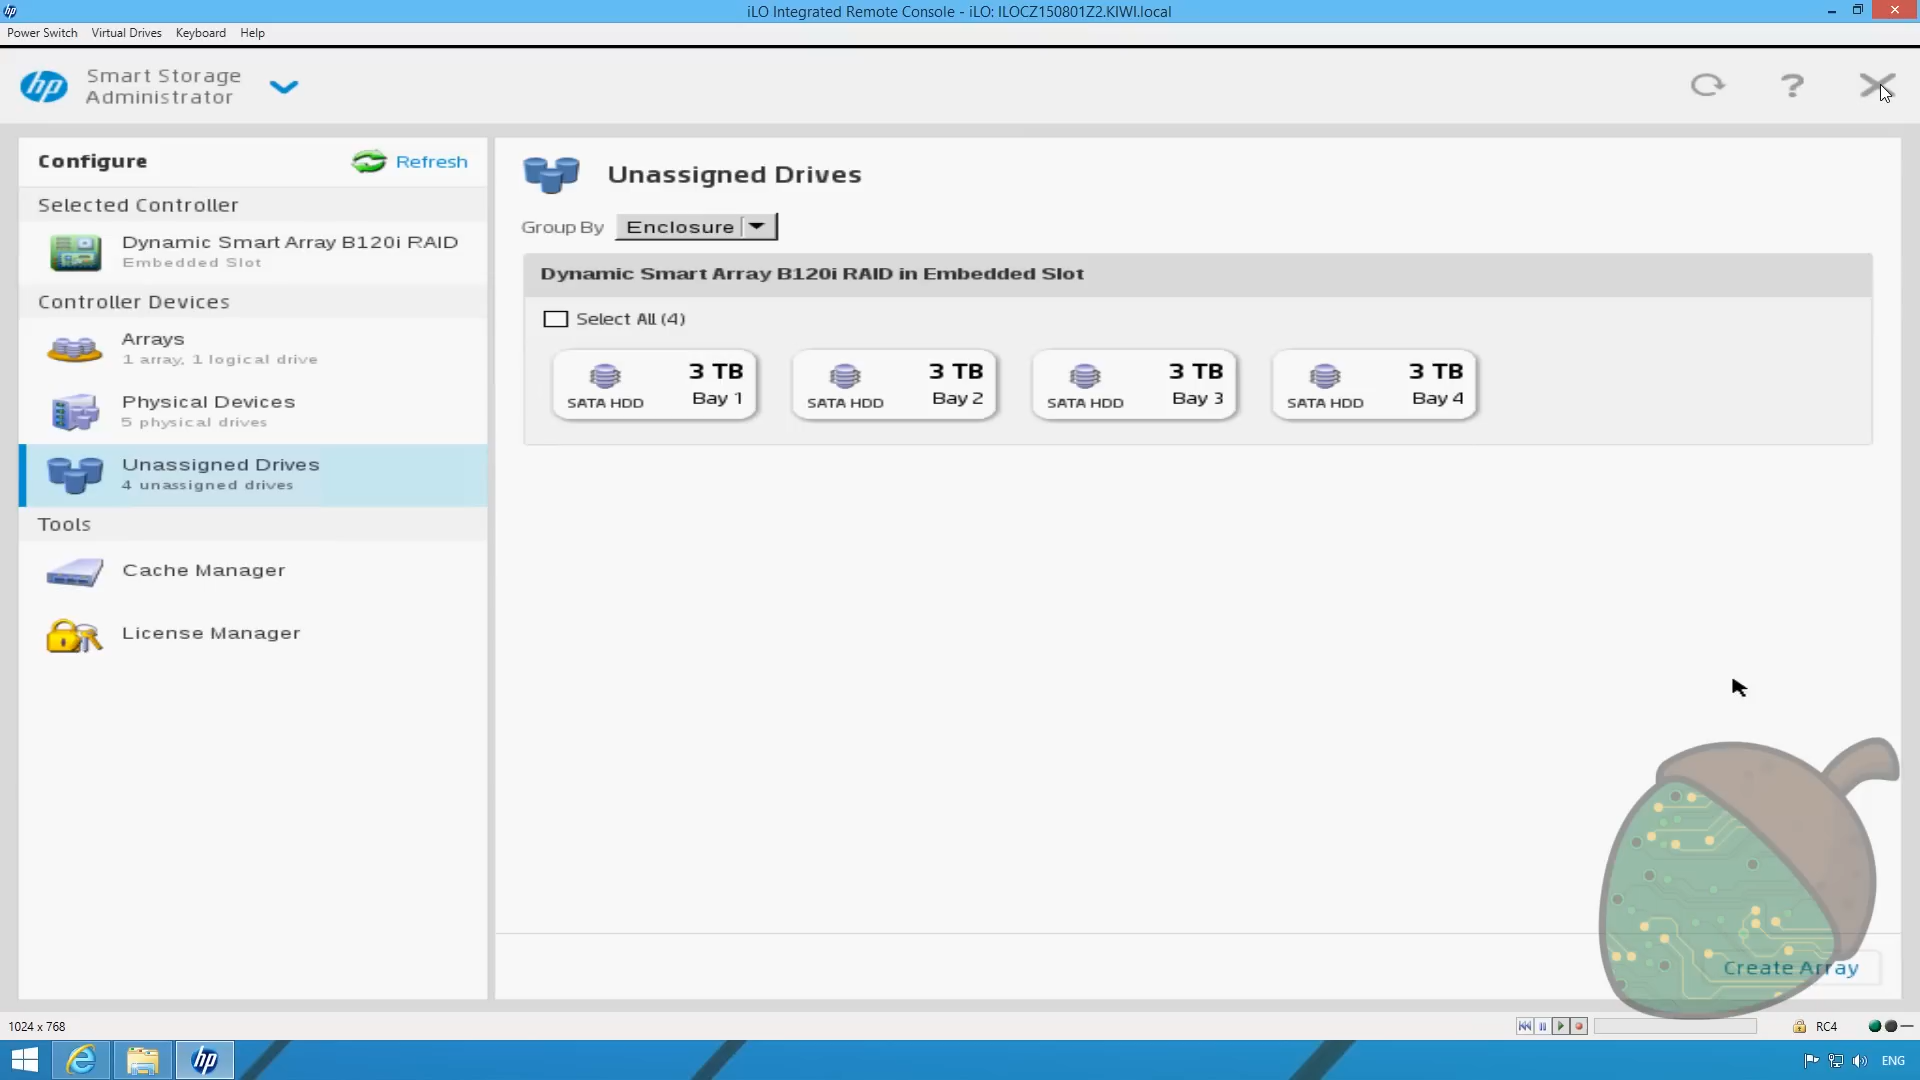 hp
iLO Integrated Remote Console - iLO: ILOCZ150801Z2.KIWI.local
Power Switch Virtual Drives Keyboard Help
hp
Smart Storage
Administrator
?
Configure
Refresh
Selected Controller
Dynamic Smart Array B120i RAID
Embedded Slot
Controller Devices
Arrays
1 array, 1 logical drive
Physical Devices
5 physical drives
Unassigned Drives
4 unassigned drives
Tools
Cache Manager
License Manager
Unassigned Drives
Group By Enclosure
Dynamic Smart Array B120i RAID in Embedded Slot
Select All (4)
3 TB
SATA HDD Bay 1
3 TB
SATA HDD Bay 2
3 TB
SATA HDD Bay 3
3 TB
SATA HDD Bay 4
Create Array
1024 x 768
RC4
hp
ENG